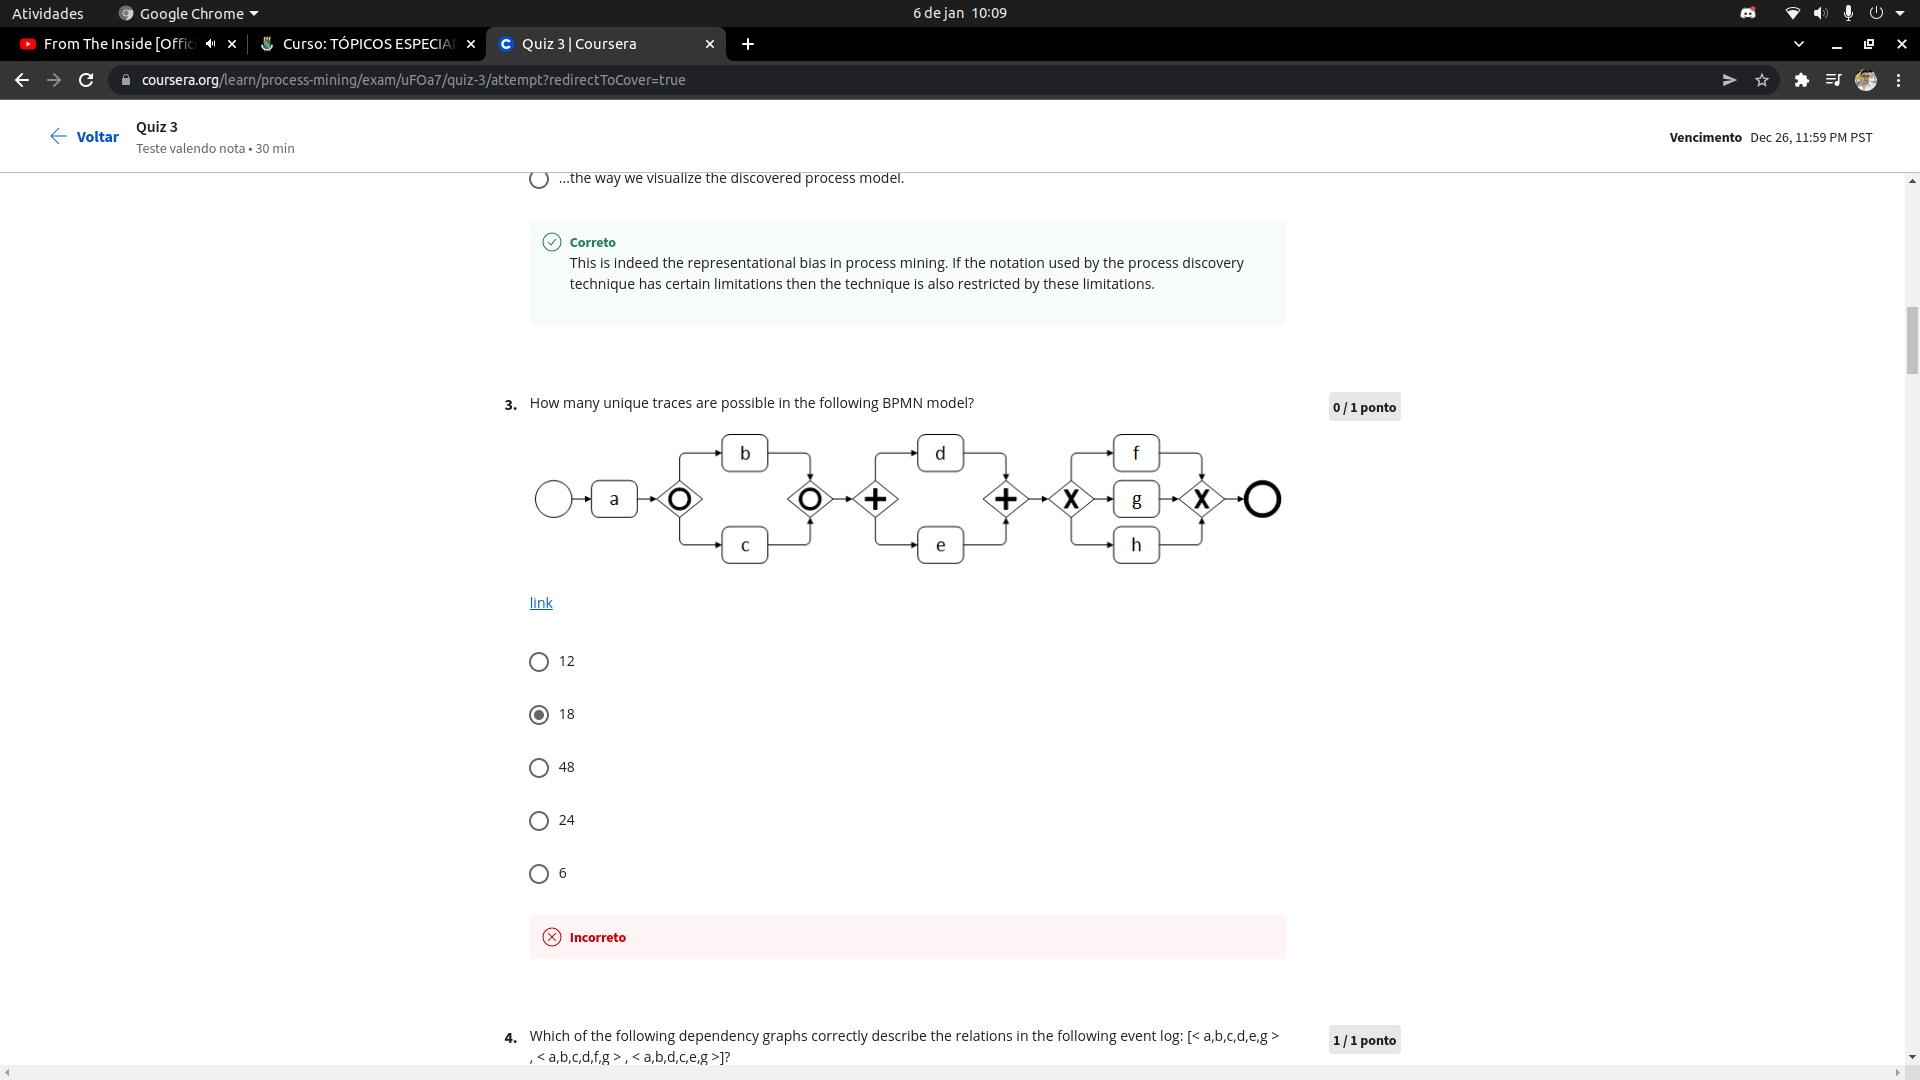 Atividades
Google Chrome
6 de jan 10:09
From The Inside [Offic
Curso: TÓPICOS ESPECIA
Quiz 3 | Coursera
coursera.org/learn/process-mining/exam/uFOa7/quiz-3/attempt?redirectToCover=true
Voltar
Quiz 3
Teste valendo nota • 30 min
Vencimento Dec 26, 11:59 PM PST
...the way we visualize the discovered process model.
Correto
This is indeed the representational bias in process mining. If the notation used by the process discovery
technique has certain limitations then the technique is also restricted by these limitations.
3. How many unique traces are possible in the following BPMN model?
0 / 1 ponto
b d f
a X g X
c e h
link
12
18
48
24
6
Incorreto
4. Which of the following dependency graphs correctly describe the relations in the following event log: [< a,b,c,d,e,g >
, < a,b,c,d,f,g > , < a,b,d,c,e,g >]?
1 / 1 ponto